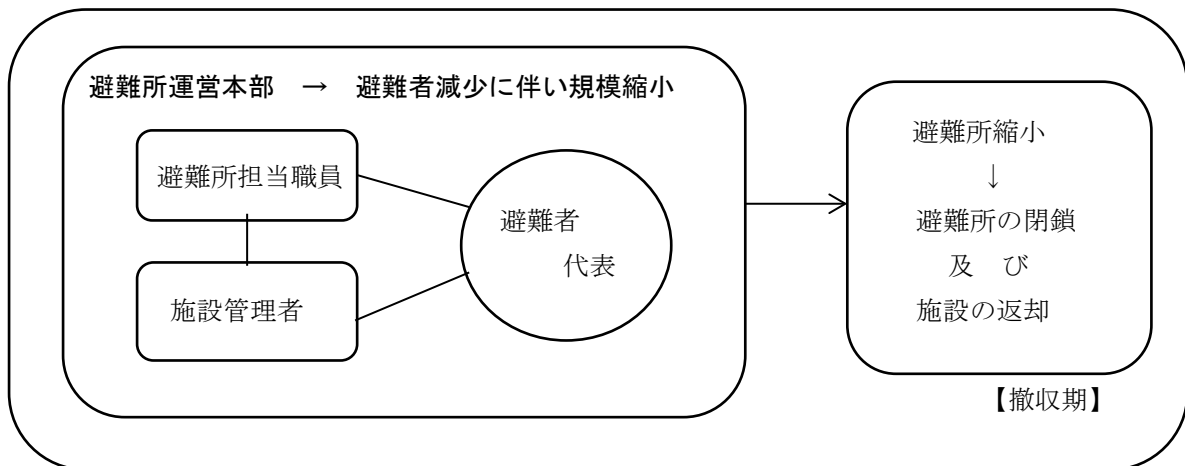 避難所運営本部　→　避難者減少に伴い規模縮小
避難所担当職員
施設管理者
避難者
代表
避難所縮小
↓
避難所の閉鎖
及　び
施設の返却
【撤収期】